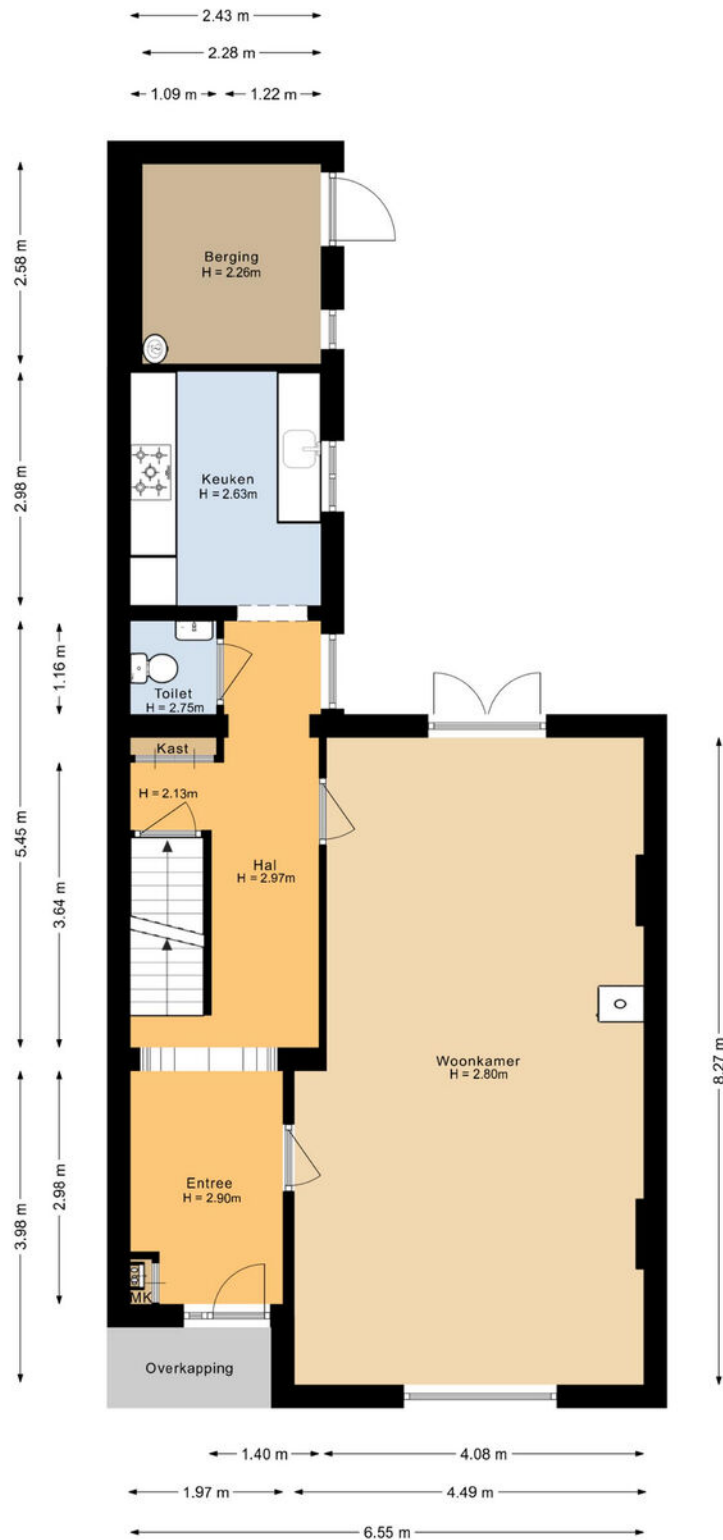 2.43 m
2.28 m
1.09 m
1.22 m
2.58 m
Berging
H = 2.26m
2.98 m
Keuken
H = 2.63m
5.45 m
1.16 m
Toilet
H = 2.75m
Kast
H = 2.13m
3.64 m
Hal
H = 2.97m
Woonkamer
H = 2.80m
8.27 m
3.98 m
2.98 m
Entree
H = 2.90m
MK
Overkapping
1.40 m
4.08 m
1.97 m
4.49 m
6.55 m